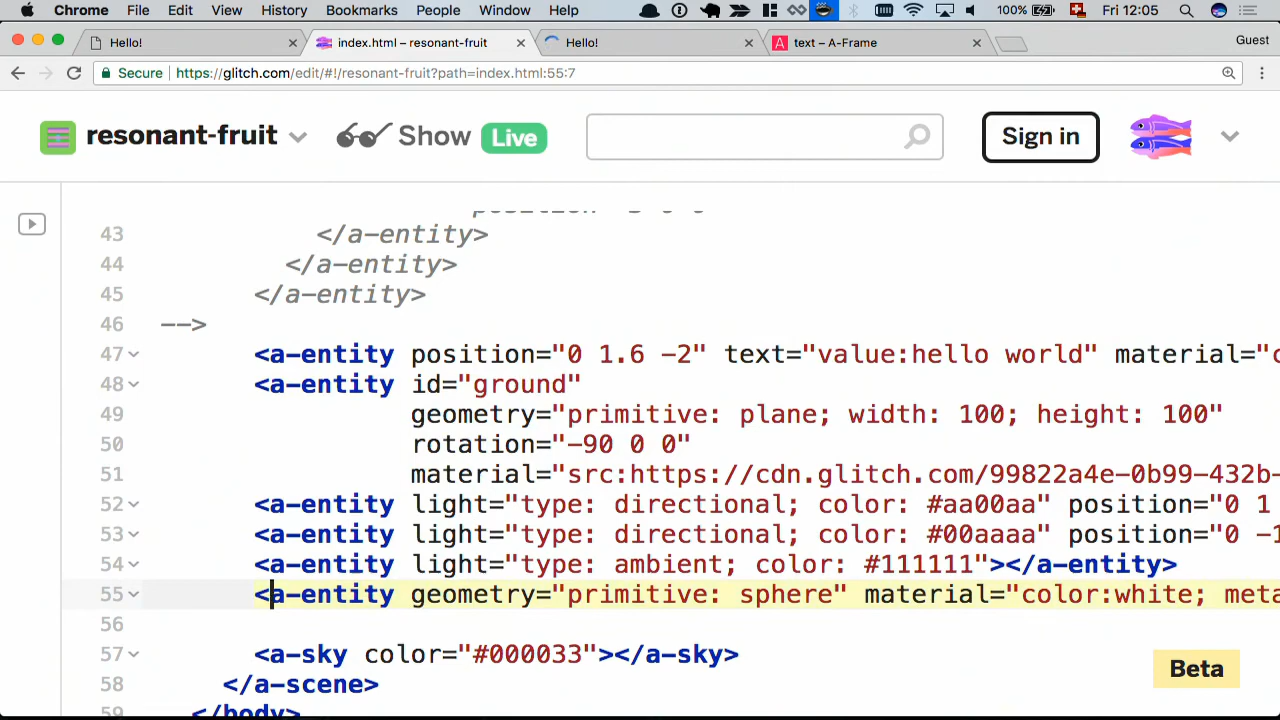 Chrome File Edit View History Bookmarks People Window Help 100% Fri 12:05
Hello! index.html – resonant-fruit Hello! text – A-Frame Guest
Secure https://glitch.com/edit/#!/resonant-fruit?path=index.html:55:7
resonant-fruit Show Live Sign in
43 </a-entity>
44 </a-entity>
45 </a-entity>
46 -->
47 <a-entity position="0 1.6 -2" text="value:hello world" material="c
48 <a-entity id="ground"
49 geometry="primitive: plane; width: 100; height: 100"
50 rotation="-90 0 0"
51 material="src:https://cdn.glitch.com/99822a4e-0b99-432b-
52 <a-entity light="type: directional; color: #aa00aa" position="0 1
53 <a-entity light="type: directional; color: #00aaaa" position="0 -1
54 <a-entity light="type: ambient; color: #111111"></a-entity>
55 <a-entity geometry="primitive: sphere" material="color:white; meta
56
57 <a-sky color="#000033"></a-sky>
58 </a-scene>
59 </body>
Beta